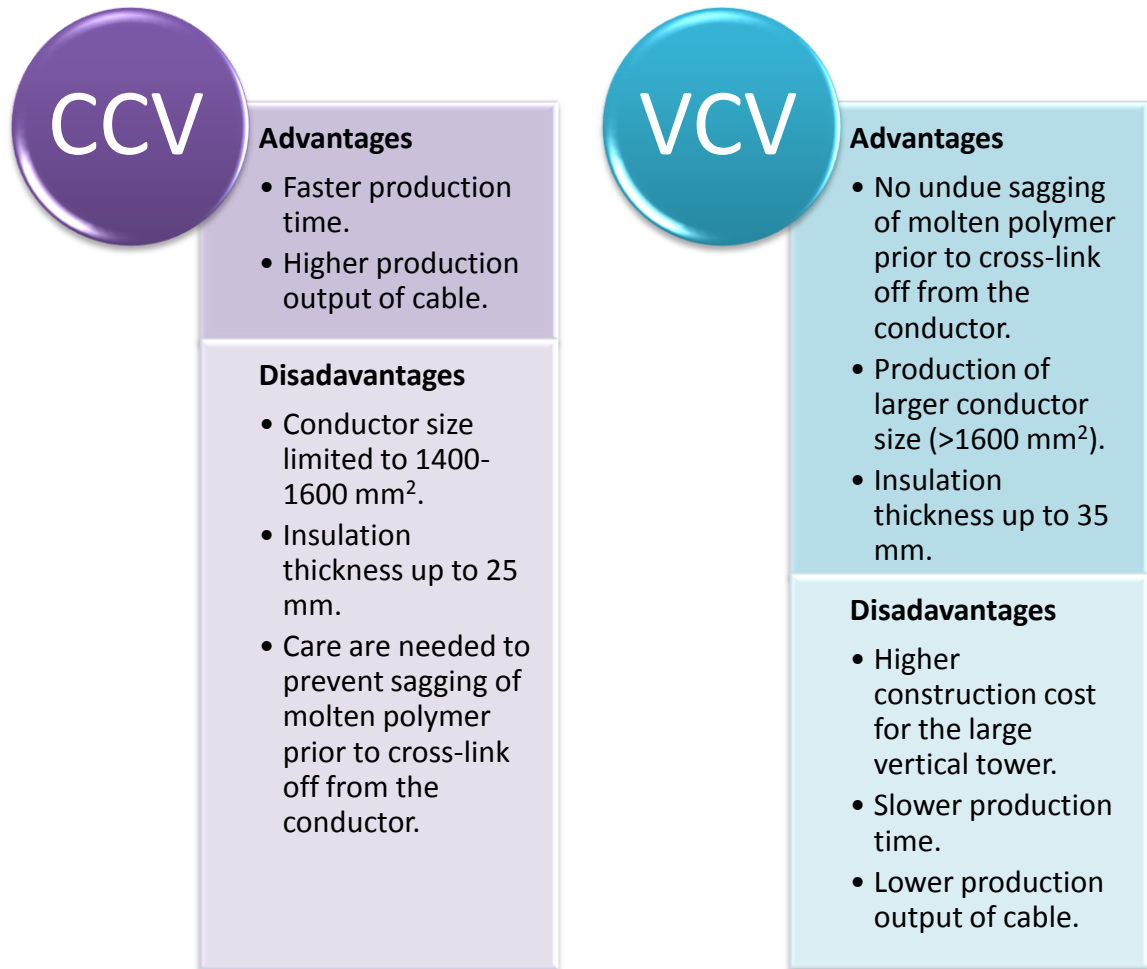 CCV
Advantages
• Faster production
time.
• Higher production
output of cable.
Disadavantages
• Conductor size
limited to 1400-
1600 mm².
• Insulation
thickness up to 25
mm.
• Care are needed to
prevent sagging of
molten polymer
prior to cross-link
off from the
conductor.
VCV
Advantages
• No undue sagging
of molten polymer
prior to cross-link
off from the
conductor.
• Production of
larger conductor
size (>1600 mm²).
• Insulation
thickness up to 35
mm.
Disadavantages
• Higher
construction cost
for the large
vertical tower.
• Slower production
time.
• Lower production
output of cable.